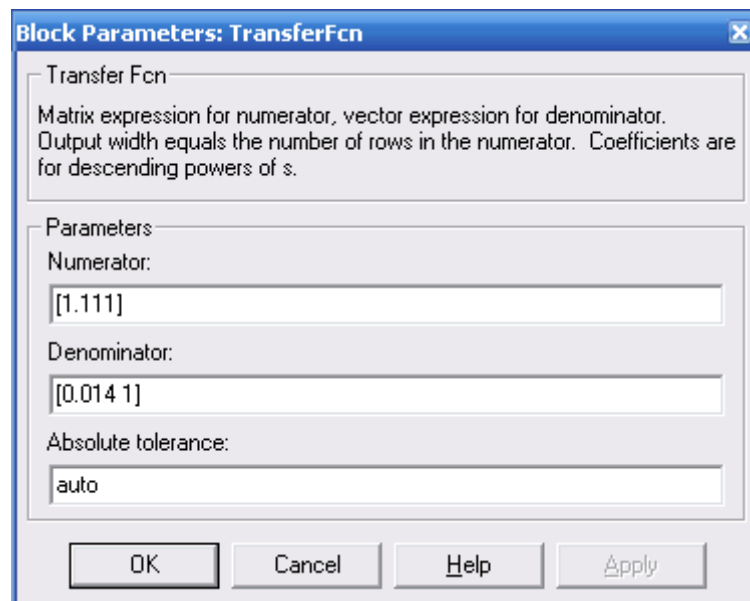 Block Parameters: TransferFcn
Transfer Fcn
Matrix expression for numerator, vector expression for denominator.
Output width equals the number of rows in the numerator.  Coefficients are
for descending powers of s.
Parameters
Numerator:
[1.111]
Denominator:
[0.014 1]
Absolute tolerance:
auto
OK Cancel Help Apply